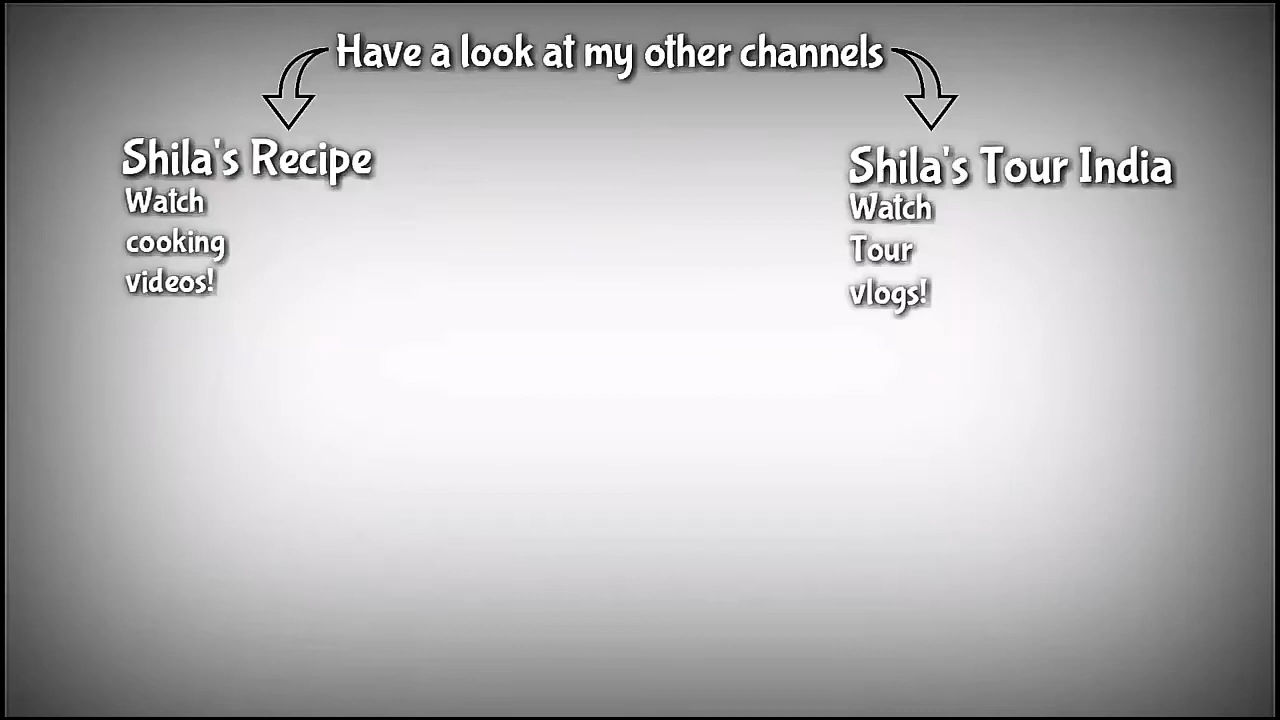 Have a look at my other channels
Shila's Recipe
Watch
cooking
videos!
Shila's Tour India
Watch
Tour
vlogs!